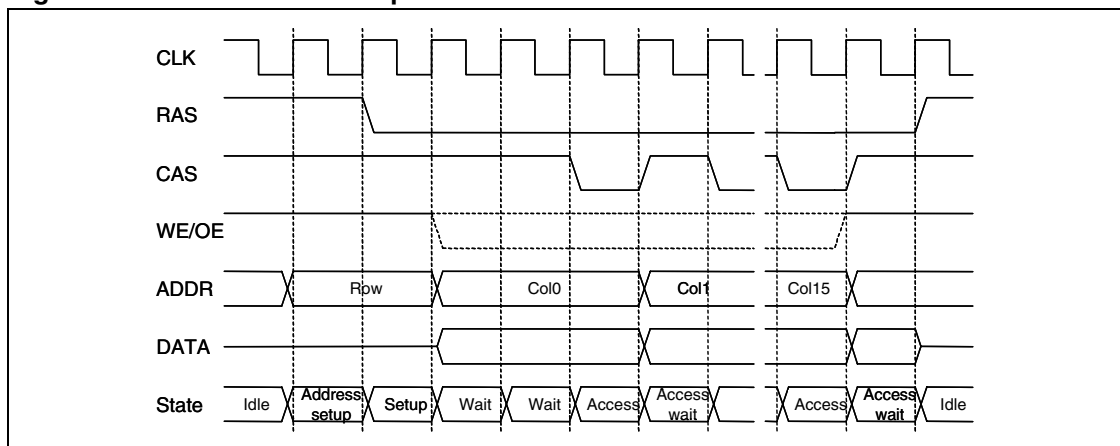 CLK
RAS
CAS
WE/OE
ADDR Row Col0 Col1 Col15
DATA
State Idle Address setup Setup Wait Wait Access Access wait Access Access wait Idle